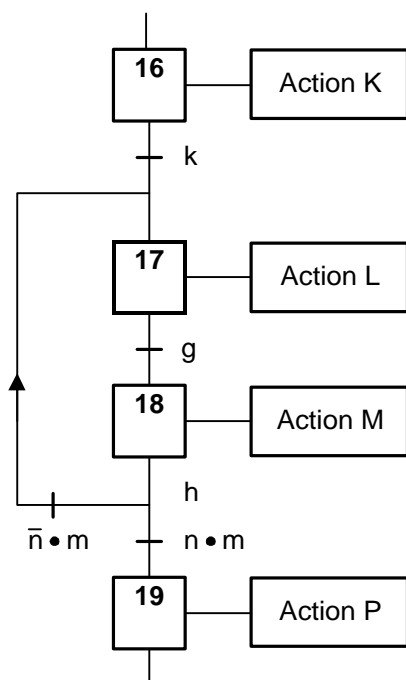 16
Action K
k
17
Action L
g
18
Action M
h
n̅ • m
n • m
19
Action P